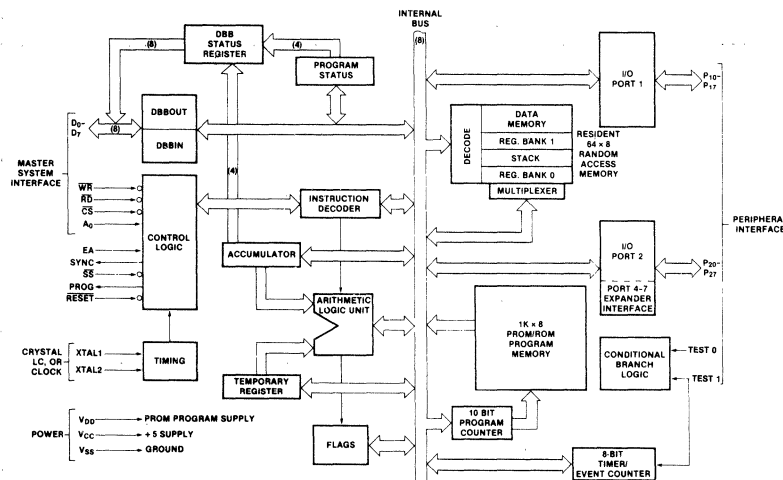 INTERNAL
BUS
(8)
(8)
DBB
STATUS
REGISTER
(4)
PROGRAM
STATUS
I/O
PORT 1
P10-
P17
D0-
D7
(8)
DBBOUT
DBBIN
DECODE
DATA
MEMORY
REG. BANK 1
STACK
REG. BANK 0
MULTIPLEXER
RESIDENT
64 × 8
RANDOM
ACCESS
MEMORY
MASTER
SYSTEM
INTERFACE
(4)
WR
RD
CS
A0
CONTROL
LOGIC
INSTRUCTION
DECODER
PERIPHERA
INTERFACE
EA
SYNC
SS
PROG
RESET
ACCUMULATOR
I/O
PORT 2
P20-
P27
PORT 4-7
EXPANDER
INTERFACE
ARITHMETIC
LOGIC UNIT
1K × 8
PROM/ROM
PROGRAM
MEMORY
CRYSTAL
LC, OR
CLOCK
XTAL1
XTAL2
TIMING
CONDITIONAL
BRANCH
LOGIC
TEST 0
TEST 1
TEMPORARY
REGISTER
10 BIT
PROGRAM
COUNTER
POWER
VDD PROM PROGRAM SUPPLY
VCC + 5 SUPPLY
VSS GROUND
FLAGS
8-BIT
TIMER/
EVENT COUNTER